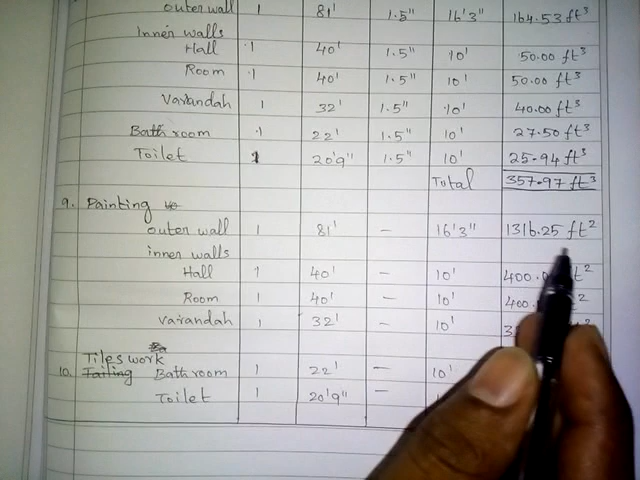 outer wall 1 81' 1.5" 16'3" 164.53 ft³
Inner walls
Hall 1 40' 1.5" 10' 50.00 ft³
Room 1 40' 1.5" 10' 50.00 ft³
Varandah 1 32' 1.5" 10' 40.00 ft³
Bath room 1 22' 1.5" 10' 27.50 ft³
Toilet 1 20'9" 1.5" 10' 25.94 ft³
Total 357.97 ft³
9. Painting
outer wall 1 81' – 16'3" 1316.25 ft²
inner walls
Hall 1 40' – 10' 400. ft²
Room 1 40' – 10' 400.
Varandah 1 32' – 10'
Tiles work
10. Bath room 1 22' – 10'
Toilet 1 20'9" –